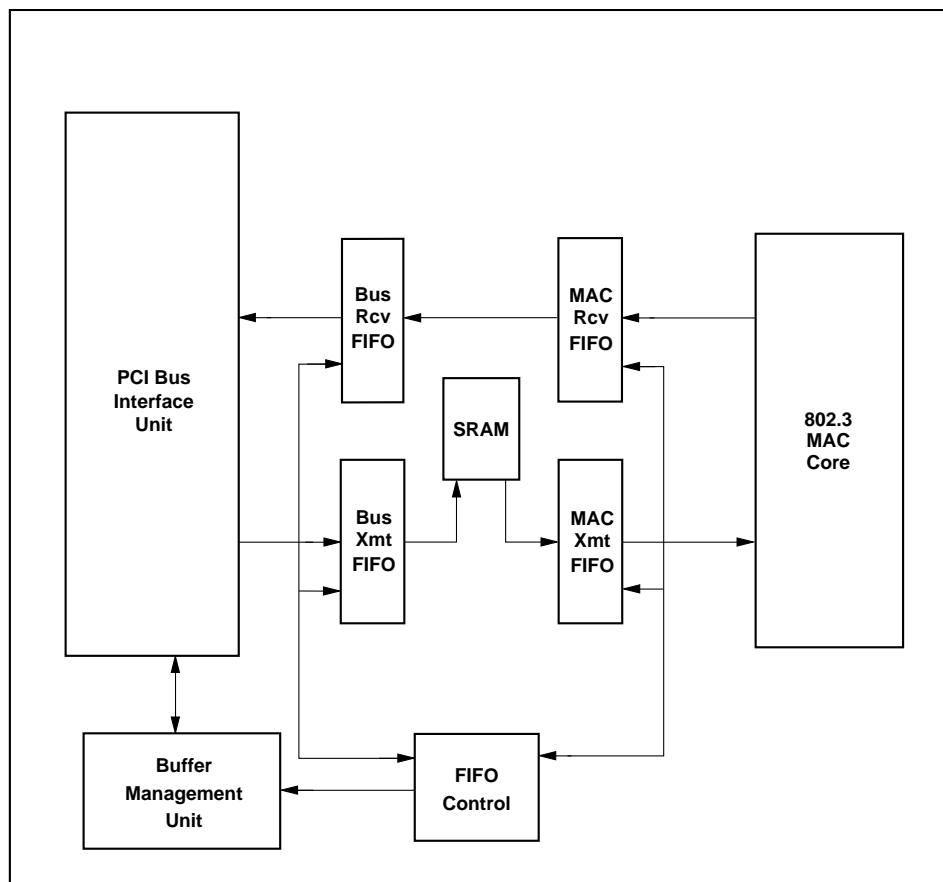 Bus
Rcv
FIFO
MAC
Rcv
FIFO
PCI Bus
Interface
Unit
SRAM
802.3
MAC
Core
Bus
Xmt
FIFO
MAC
Xmt
FIFO
Buffer
Management
Unit
FIFO
Control